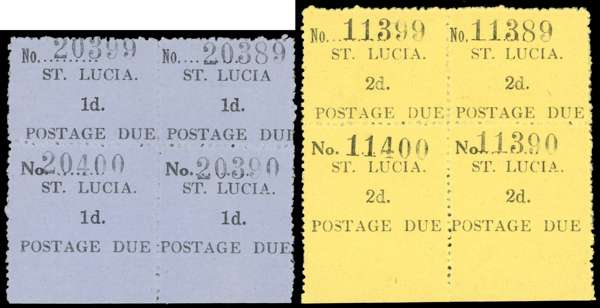 No. 20399
ST. LUCIA.
1d.
POSTAGE DUE
No. 20389
ST. LUCIA
1d.
POSTAGE DUE
No. 20400
ST. LUCIA.
1d.
POSTAGE DUE
No. 20390
ST. LUCIA.
1d.
POSTAGE DUE
No. 11399
ST. LUCIA.
2d.
POSTAGE DUE
No. 11389
ST. LUCIA.
2d.
POSTAGE DUE
No. 11400
ST. LUCIA.
2d.
POSTAGE DUE
No. 11390
ST. LUCIA.
2d.
POSTAGE DUE